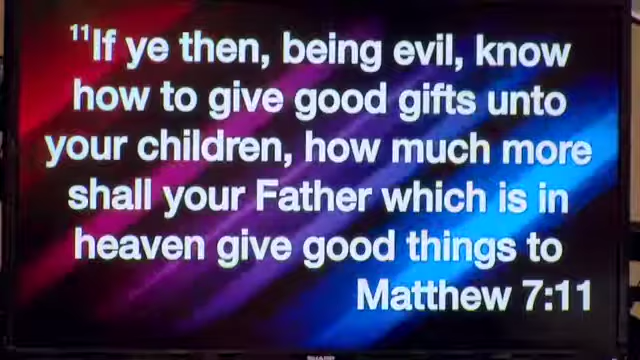 ¹¹If ye then, being evil, know
how to give good gifts unto
your children, how much more
shall your Father which is in
heaven give good things to
Matthew 7:11
SHARP